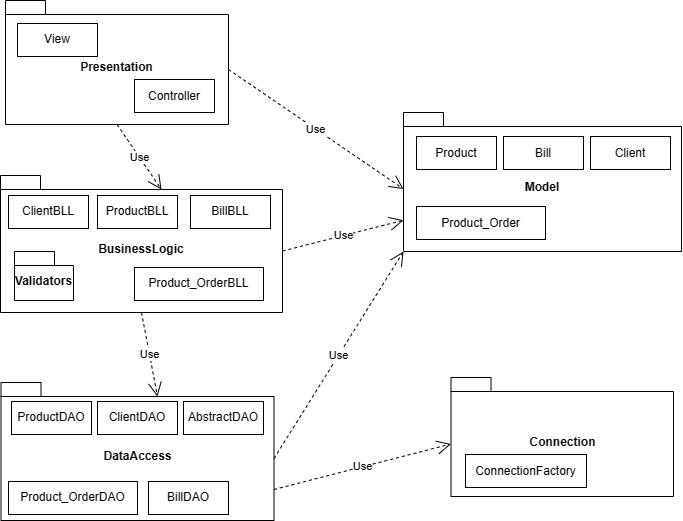 View
Presentation
Controller
Use
Use
Product
Bill
Client
Model
Product_Order
ClientBLL
ProductBLL
BillBLL
BusinessLogic
Validators
Product_OrderBLL
Use
Use
Use
ProductDAO
ClientDAO
AbstractDAO
DataAccess
Product_OrderDAO
BillDAO
Use
Connection
ConnectionFactory